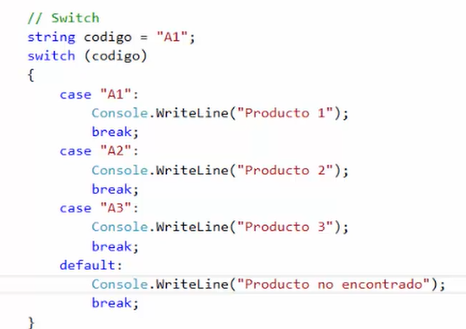 // Switch
string codigo = "A1";
switch (codigo)
{
    case "A1":
        Console.WriteLine("Producto 1");
        break;
    case "A2":
        Console.WriteLine("Producto 2");
        break;
    case "A3":
        Console.WriteLine("Producto 3");
        break;
    default:
        Console.WriteLine("Producto no encontrado");
        break;
}